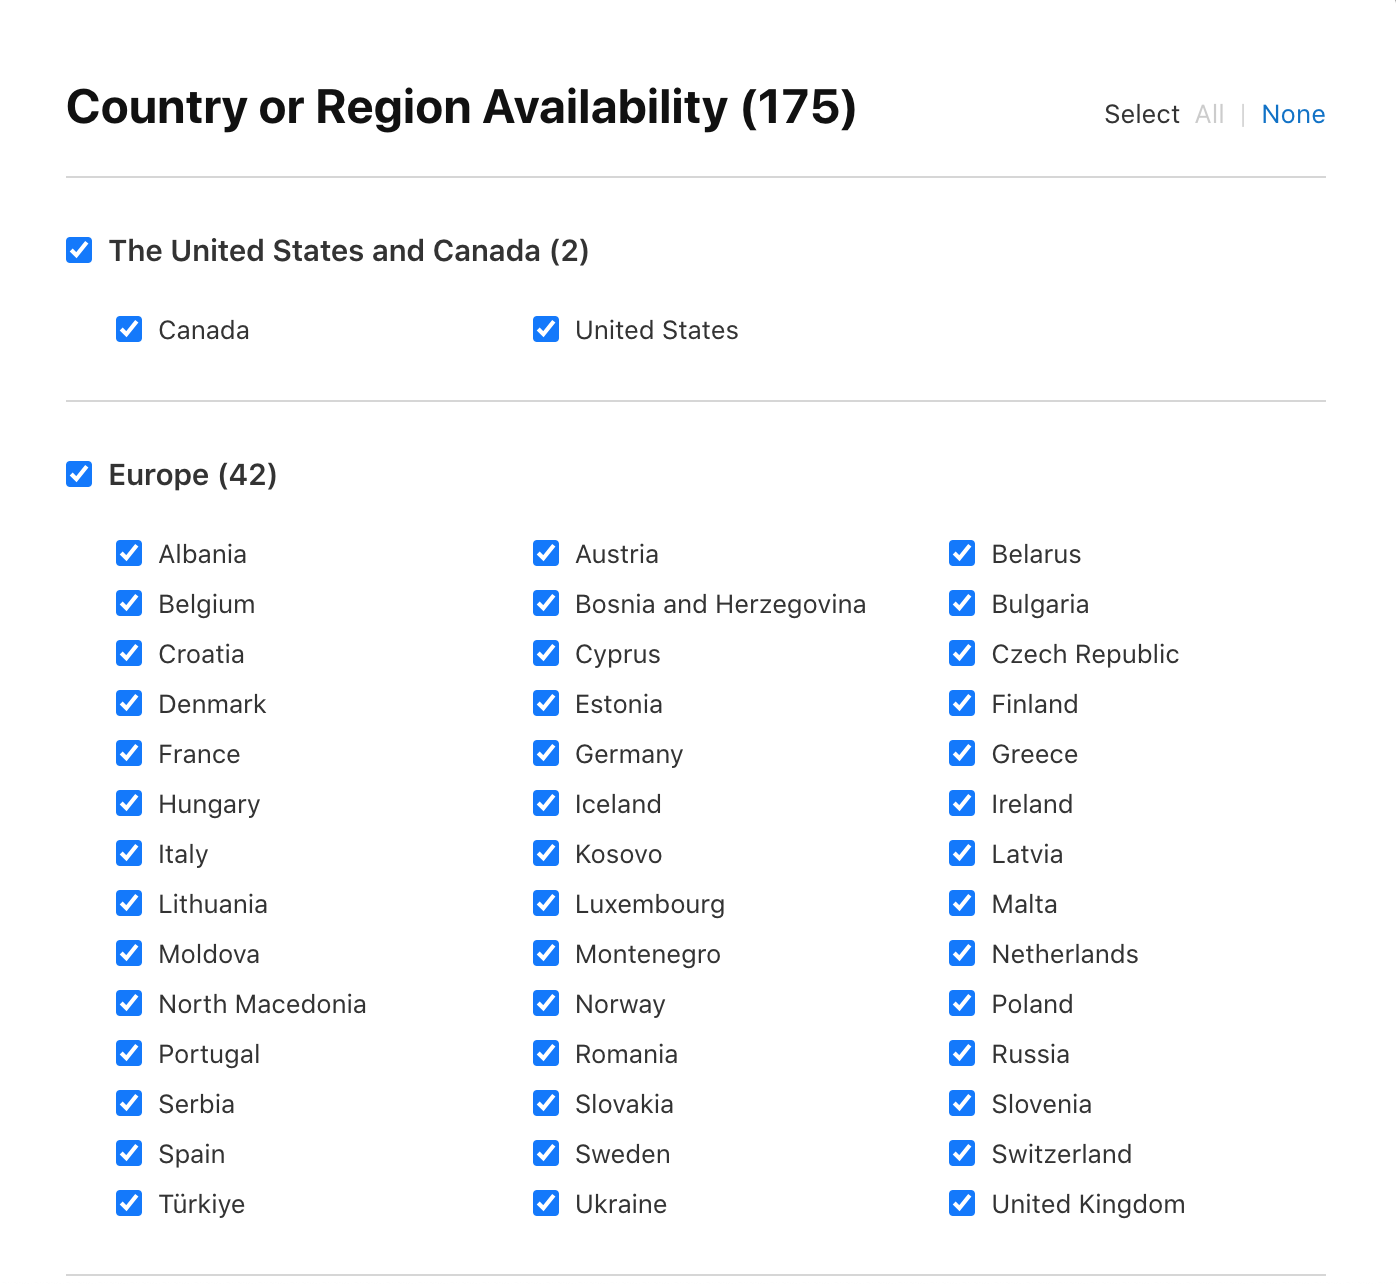 Country or Region Availability (175)
Select All | None
The United States and Canada (2)
Canada United States
Europe (42)
Albania Austria Belarus
Belgium Bosnia and Herzegovina Bulgaria
Croatia Cyprus Czech Republic
Denmark Estonia Finland
France Germany Greece
Hungary Iceland Ireland
Italy Kosovo Latvia
Lithuania Luxembourg Malta
Moldova Montenegro Netherlands
North Macedonia Norway Poland
Portugal Romania Russia
Serbia Slovakia Slovenia
Spain Sweden Switzerland
Türkiye Ukraine United Kingdom